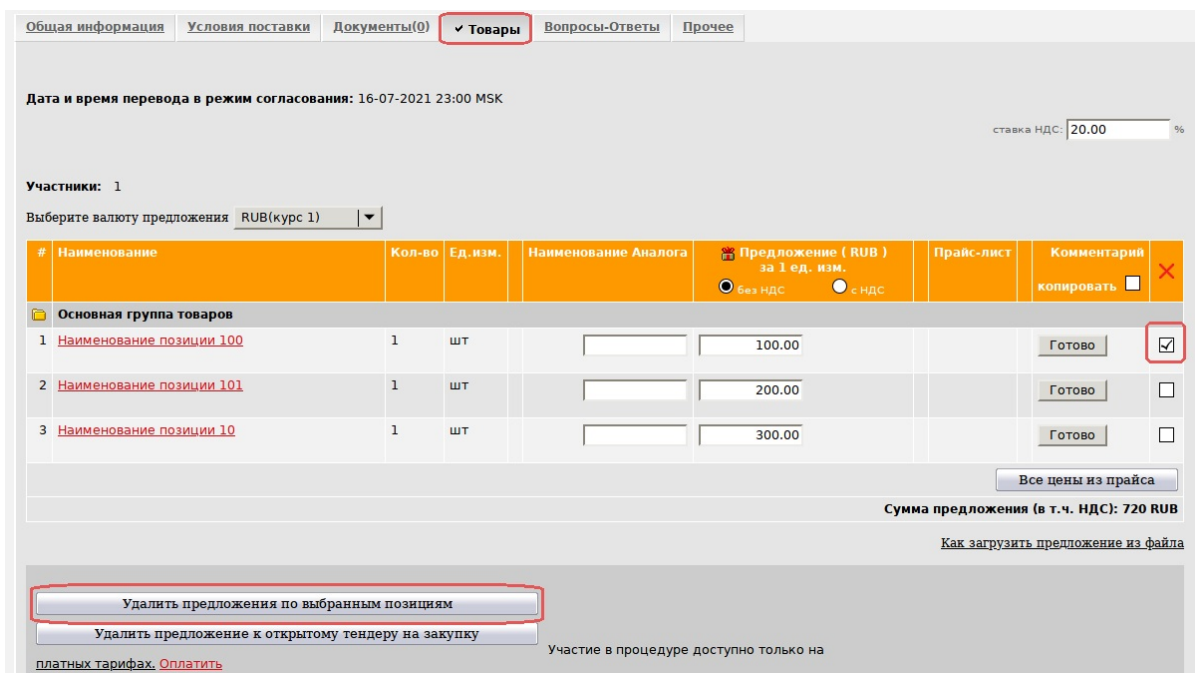 Общая информация Условия поставки Документы(0) ✔ Товары Вопросы-Ответы Прочее
Дата и время перевода в режим согласования: 16-07-2021 23:00 MSK
ставка НДС: 20.00 %
Участники: 1
Выберите валюту предложения RUB(курс 1)
# Наименование Кол-во Ед.изм. Наименование Аналога Предложение ( RUB ) Прайс-лист Комментарий
за 1 ед. изм.
без НДС с НДС копировать
Основная группа товаров
1 Наименование позиции 100 1 шт 100.00 Готово
2 Наименование позиции 101 1 шт 200.00 Готово
3 Наименование позиции 10 1 шт 300.00 Готово
Все цены из прайса
Сумма предложения (в т.ч. НДС): 720 RUB
Как загрузить предложение из файла
Удалить предложения по выбранным позициям
Удалить предложение к открытому тендеру на закупку
Участие в процедуре доступно только на
платных тарифах. Оплатить